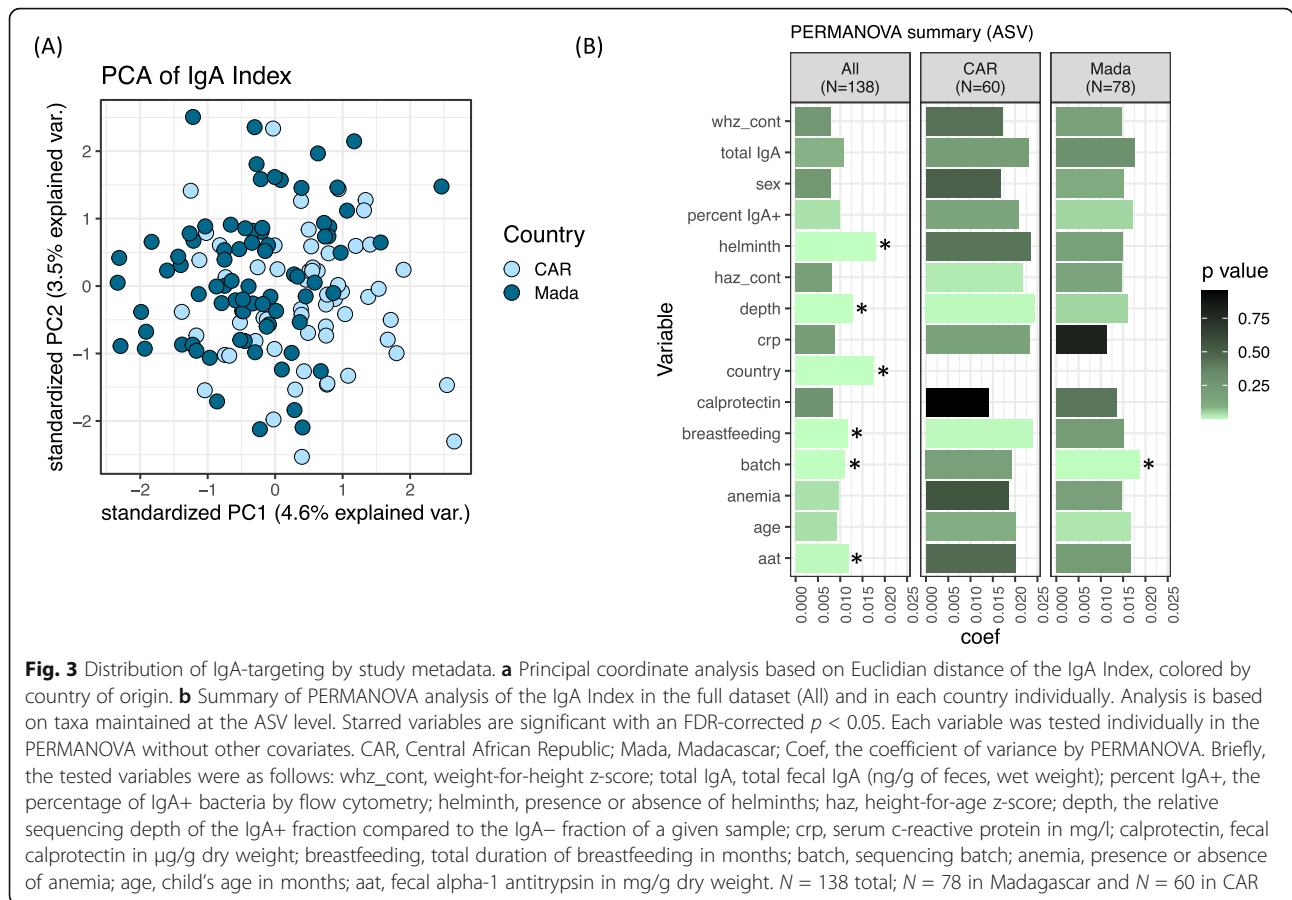 (A)
PCA of IgA Index
standardized PC2 (3.5% explained var.)
2
1
0
−1
−2
−2
−1
0
1
2
standardized PC1 (4.6% explained var.)
Country
CAR
Mada
(B)
PERMANOVA summary (ASV)
All
(N=138)
CAR
(N=60)
Mada
(N=78)
Variable
whz_cont
total IgA
sex
percent IgA+
helminth
*
haz_cont
depth
*
crp
country
*
calprotectin
breastfeeding
*
batch
*
*
anemia
age
aat
*
0.000
0.005
0.010
0.015
0.020
0.025
0.000
0.005
0.010
0.015
0.020
0.025
0.000
0.005
0.010
0.015
0.020
0.025
coef
p value
0.75
0.50
0.25
Fig. 3 Distribution of IgA-targeting by study metadata. a Principal coordinate analysis based on Euclidian distance of the IgA Index, colored by
country of origin. b Summary of PERMANOVA analysis of the IgA Index in the full dataset (All) and in each country individually. Analysis is based
on taxa maintained at the ASV level. Starred variables are significant with an FDR-corrected p < 0.05. Each variable was tested individually in the
PERMANOVA without other covariates. CAR, Central African Republic; Mada, Madacascar; Coef, the coefficient of variance by PERMANOVA. Briefly,
the tested variables were as follows: whz_cont, weight-for-height z-score; total IgA, total fecal IgA (ng/g of feces, wet weight); percent IgA+, the
percentage of IgA+ bacteria by flow cytometry; helminth, presence or absence of helminths; haz, height-for-age z-score; depth, the relative
sequencing depth of the IgA+ fraction compared to the IgA− fraction of a given sample; crp, serum c-reactive protein in mg/l; calprotectin, fecal
calprotectin in μg/g dry weight; breastfeeding, total duration of breastfeeding in months; batch, sequencing batch; anemia, presence or absence
of anemia; age, child's age in months; aat, fecal alpha-1 antitrypsin in mg/g dry weight. N = 138 total; N = 78 in Madagascar and N = 60 in CAR